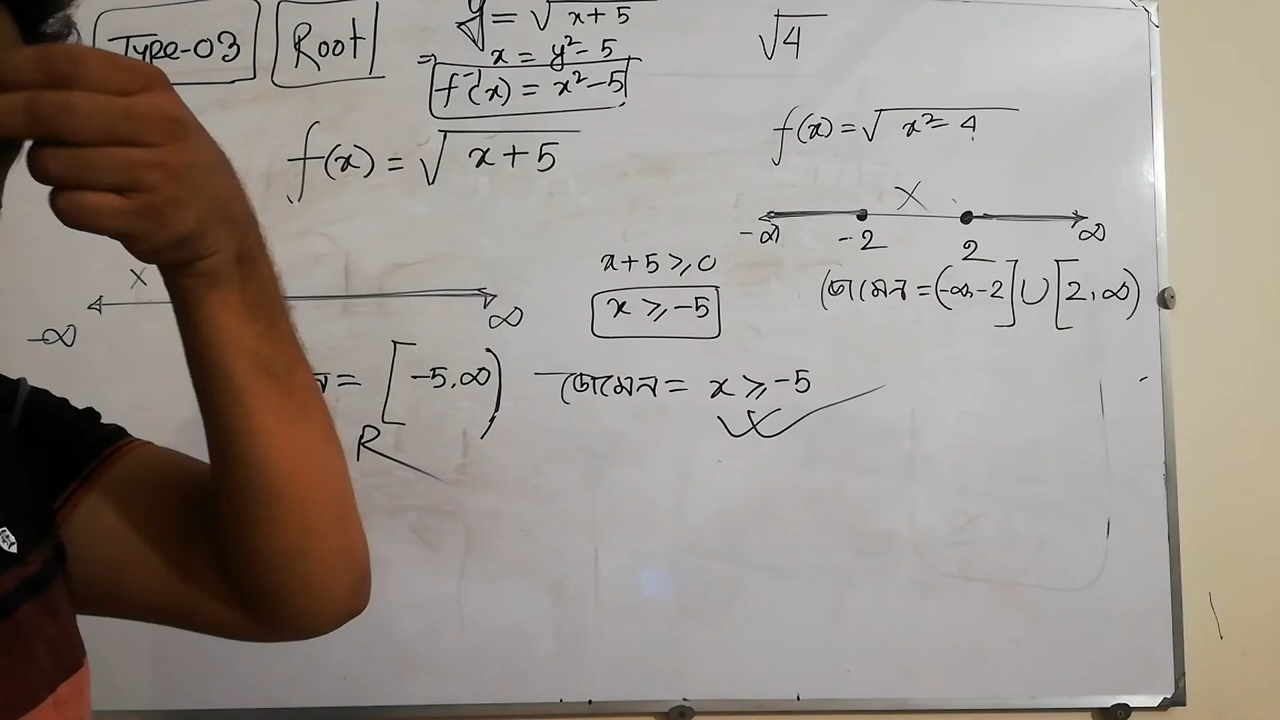 Type-03 Root
y = √x+5
⇒ x = y² - 5
f⁻¹(x) = x² - 5
f(x) = √x+5
x
-∞ ∞
x+5 ≥ 0
x ≥ -5
ন = [-5, ∞)
R
ডোমেন = x ≥ -5
√4
f(x) = √x² - 4
X
-∞ -2 2 ∞
ডোমেন = (-∞, -2] ∪ [2, ∞)